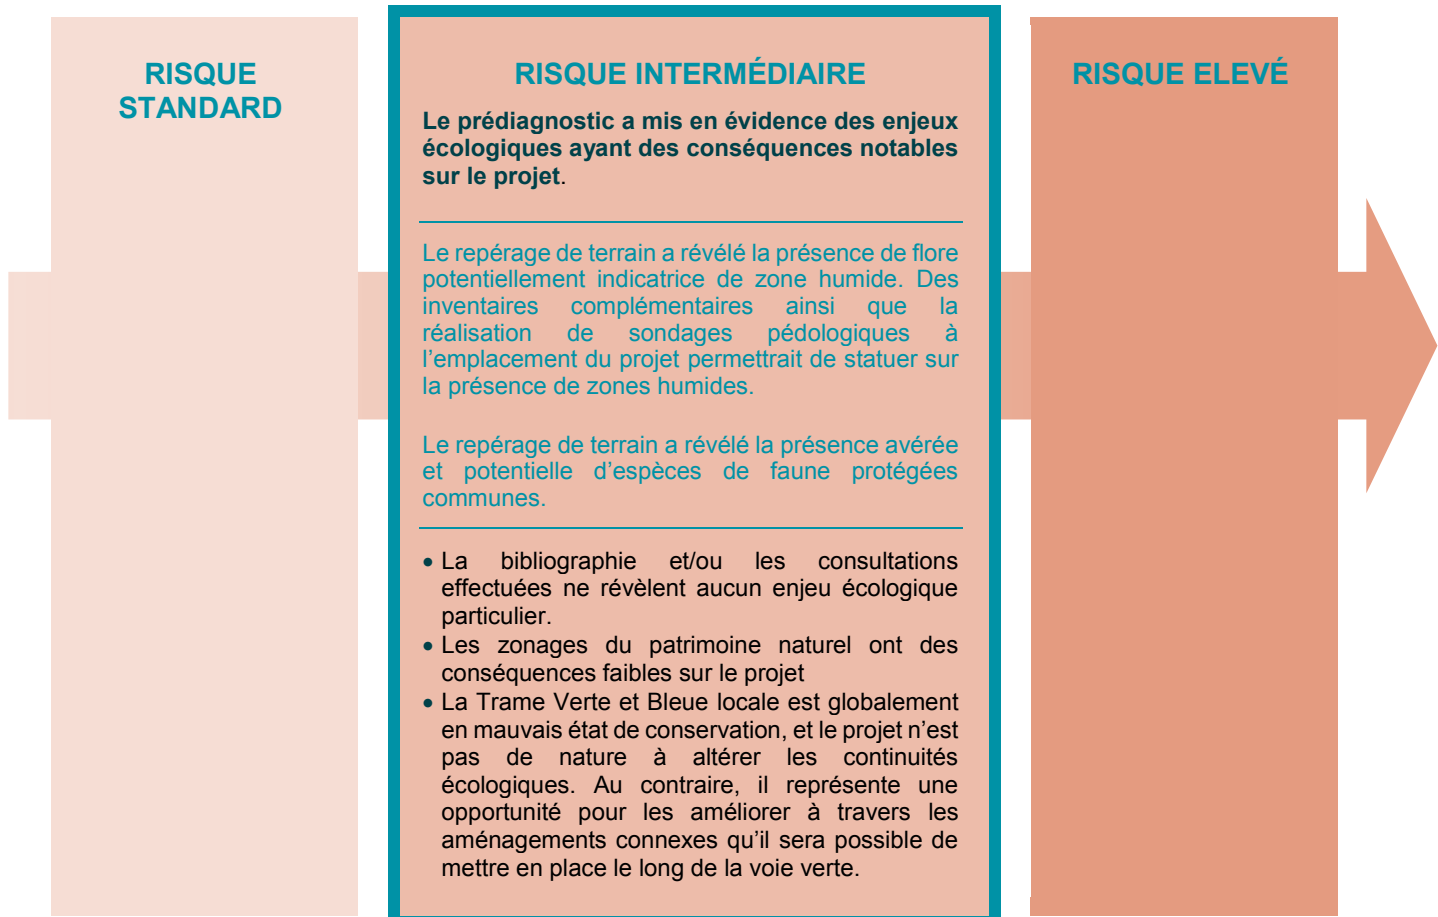 RISQUE
STANDARD
RISQUE INTERMÉDIAIRE
Le prédiagnostic a mis en évidence des enjeux
écologiques ayant des conséquences notables
sur le projet.
Le repérage de terrain a révélé la présence de flore
potentiellement indicatrice de zone humide. Des
inventaires complémentaires ainsi que la
réalisation de sondages pédologiques à
l’emplacement du projet permettrait de statuer sur
la présence de zones humides.
Le repérage de terrain a révélé la présence avérée
et potentielle d’espèces de faune protégées
communes.
• La bibliographie et/ou les consultations
effectuées ne révèlent aucun enjeu écologique
particulier.
• Les zonages du patrimoine naturel ont des
conséquences faibles sur le projet
• La Trame Verte et Bleue locale est globalement
en mauvais état de conservation, et le projet n’est
pas de nature à altérer les continuités
écologiques. Au contraire, il représente une
opportunité pour les améliorer à travers les
aménagements connexes qu’il sera possible de
mettre en place le long de la voie verte.
RISQUE ELEVÉ